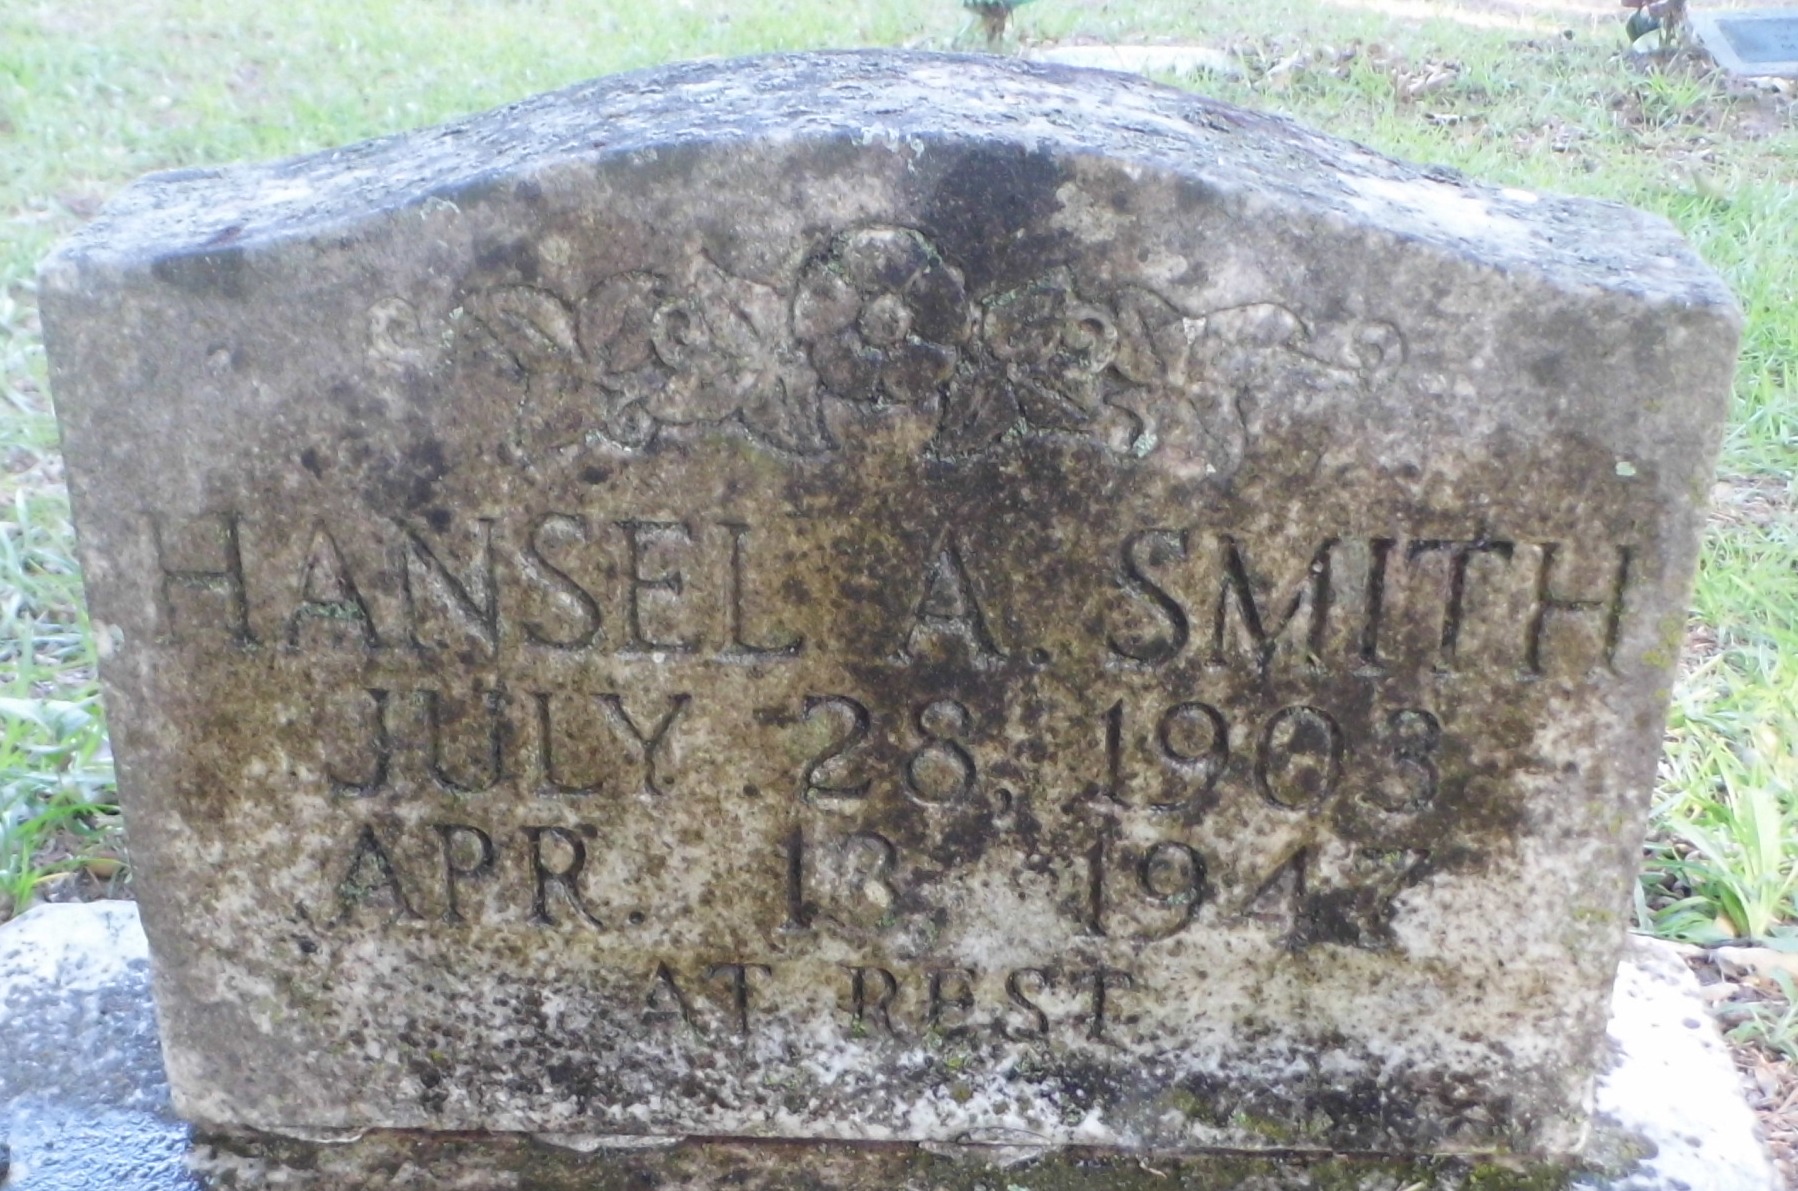 HANSEL A. SMITH
JULY 28, 1903
APR. 13, 1947
AT REST